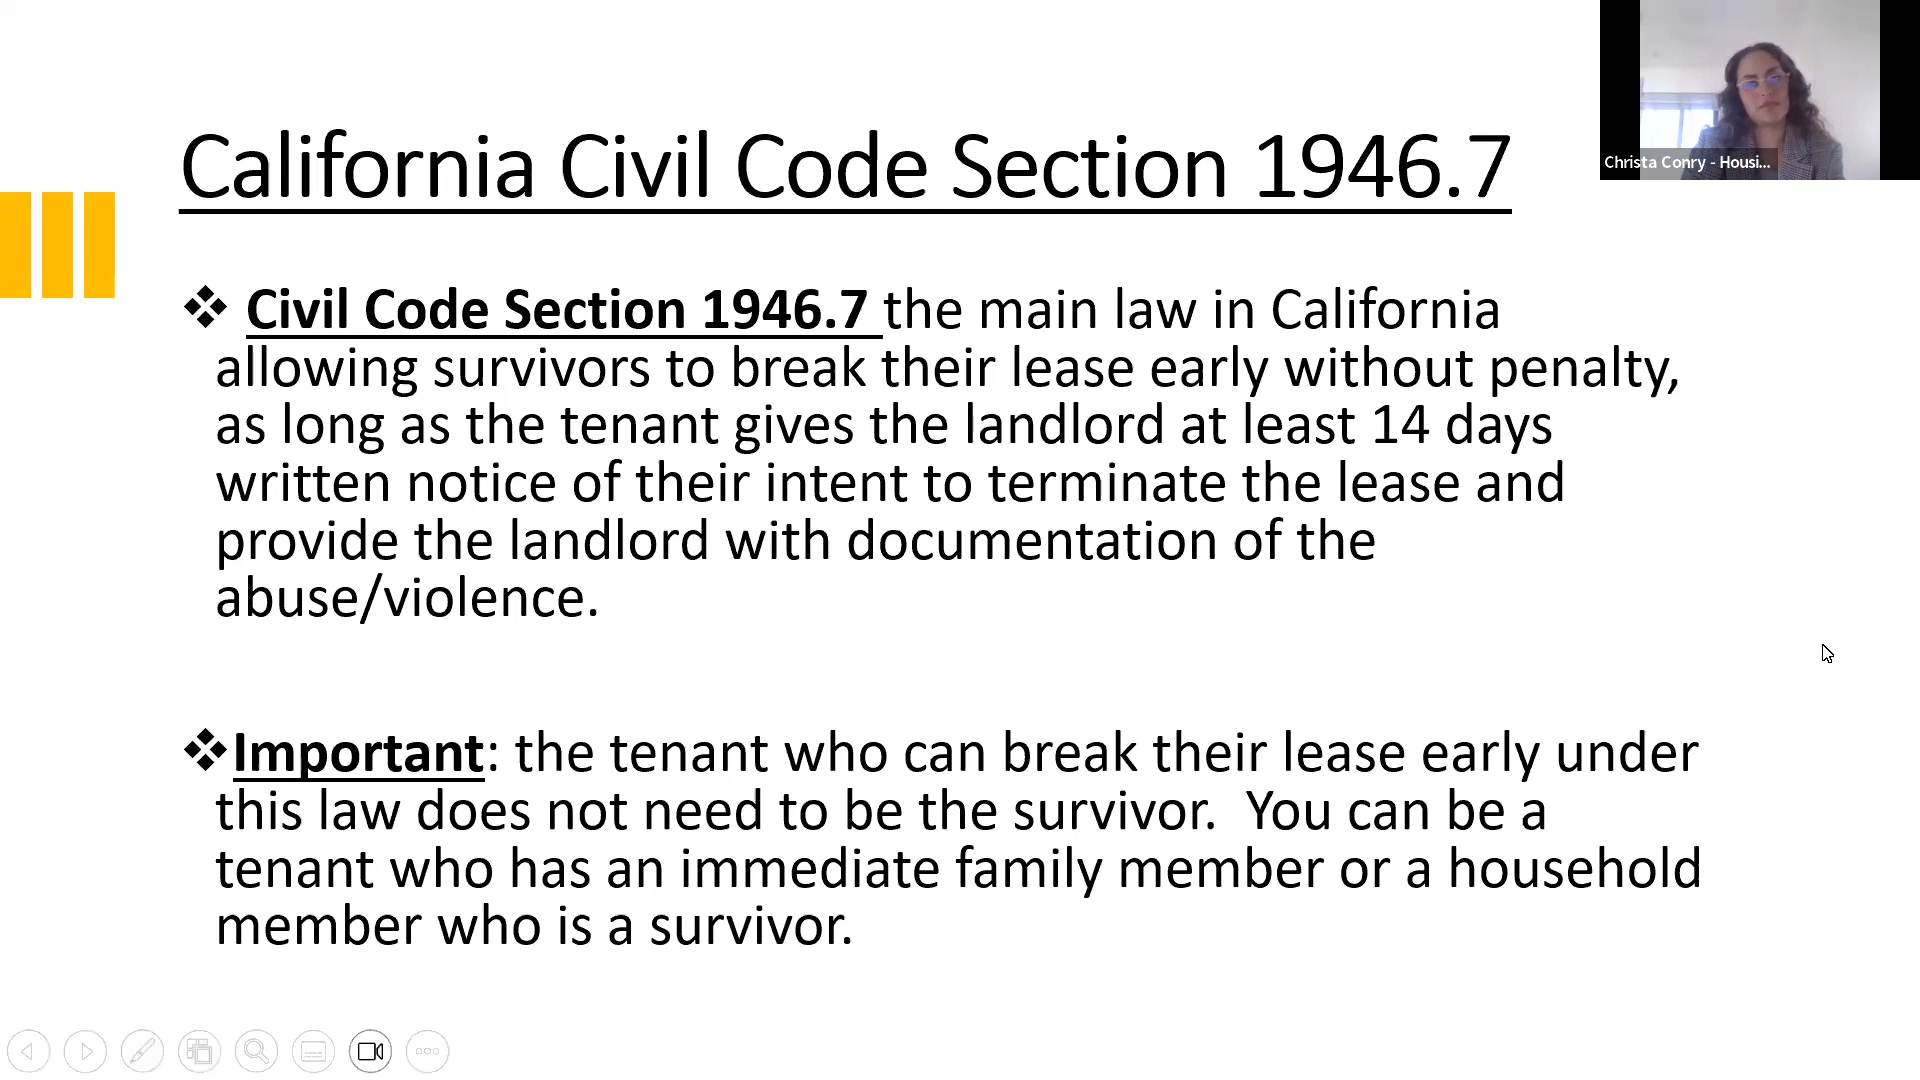 Christa Conry - Housi...
California Civil Code Section 1946.7
❖ Civil Code Section 1946.7 the main law in California
allowing survivors to break their lease early without penalty,
as long as the tenant gives the landlord at least 14 days
written notice of their intent to terminate the lease and
provide the landlord with documentation of the
abuse/violence.
❖Important: the tenant who can break their lease early under
this law does not need to be the survivor.  You can be a
tenant who has an immediate family member or a household
member who is a survivor.